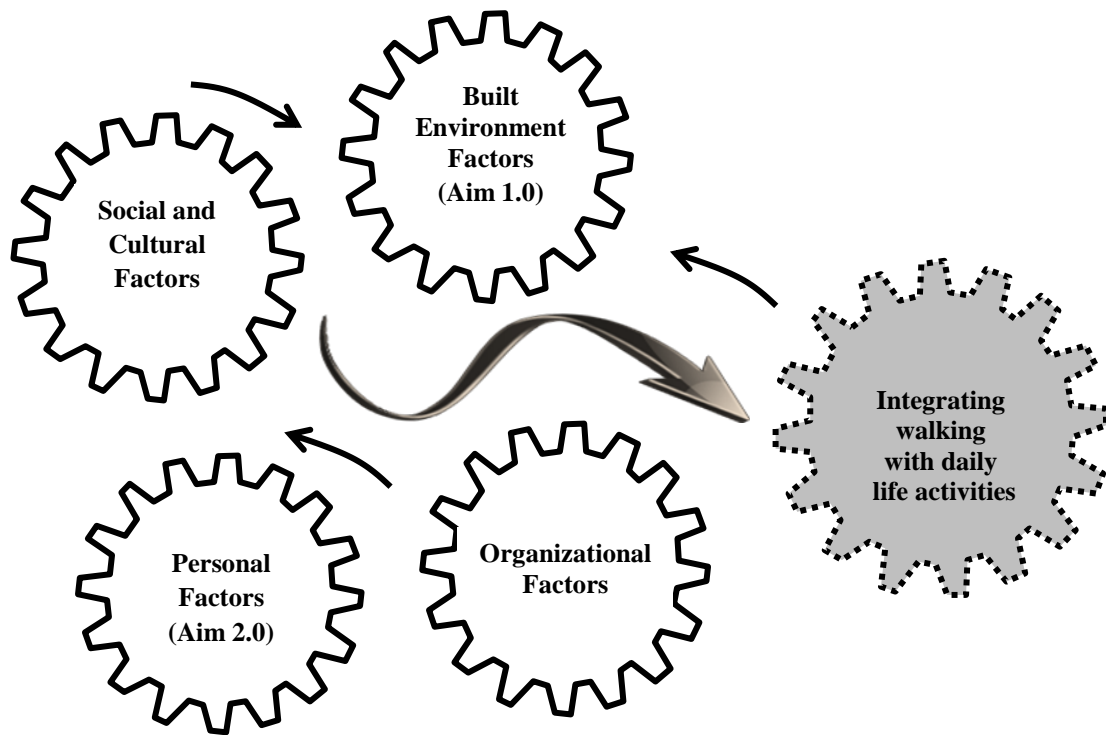 Built
Environment
Factors
(Aim 1.0)
Social and
Cultural
Factors
Integrating
walking
with daily
life activities
Personal
Factors
(Aim 2.0)
Organizational
Factors